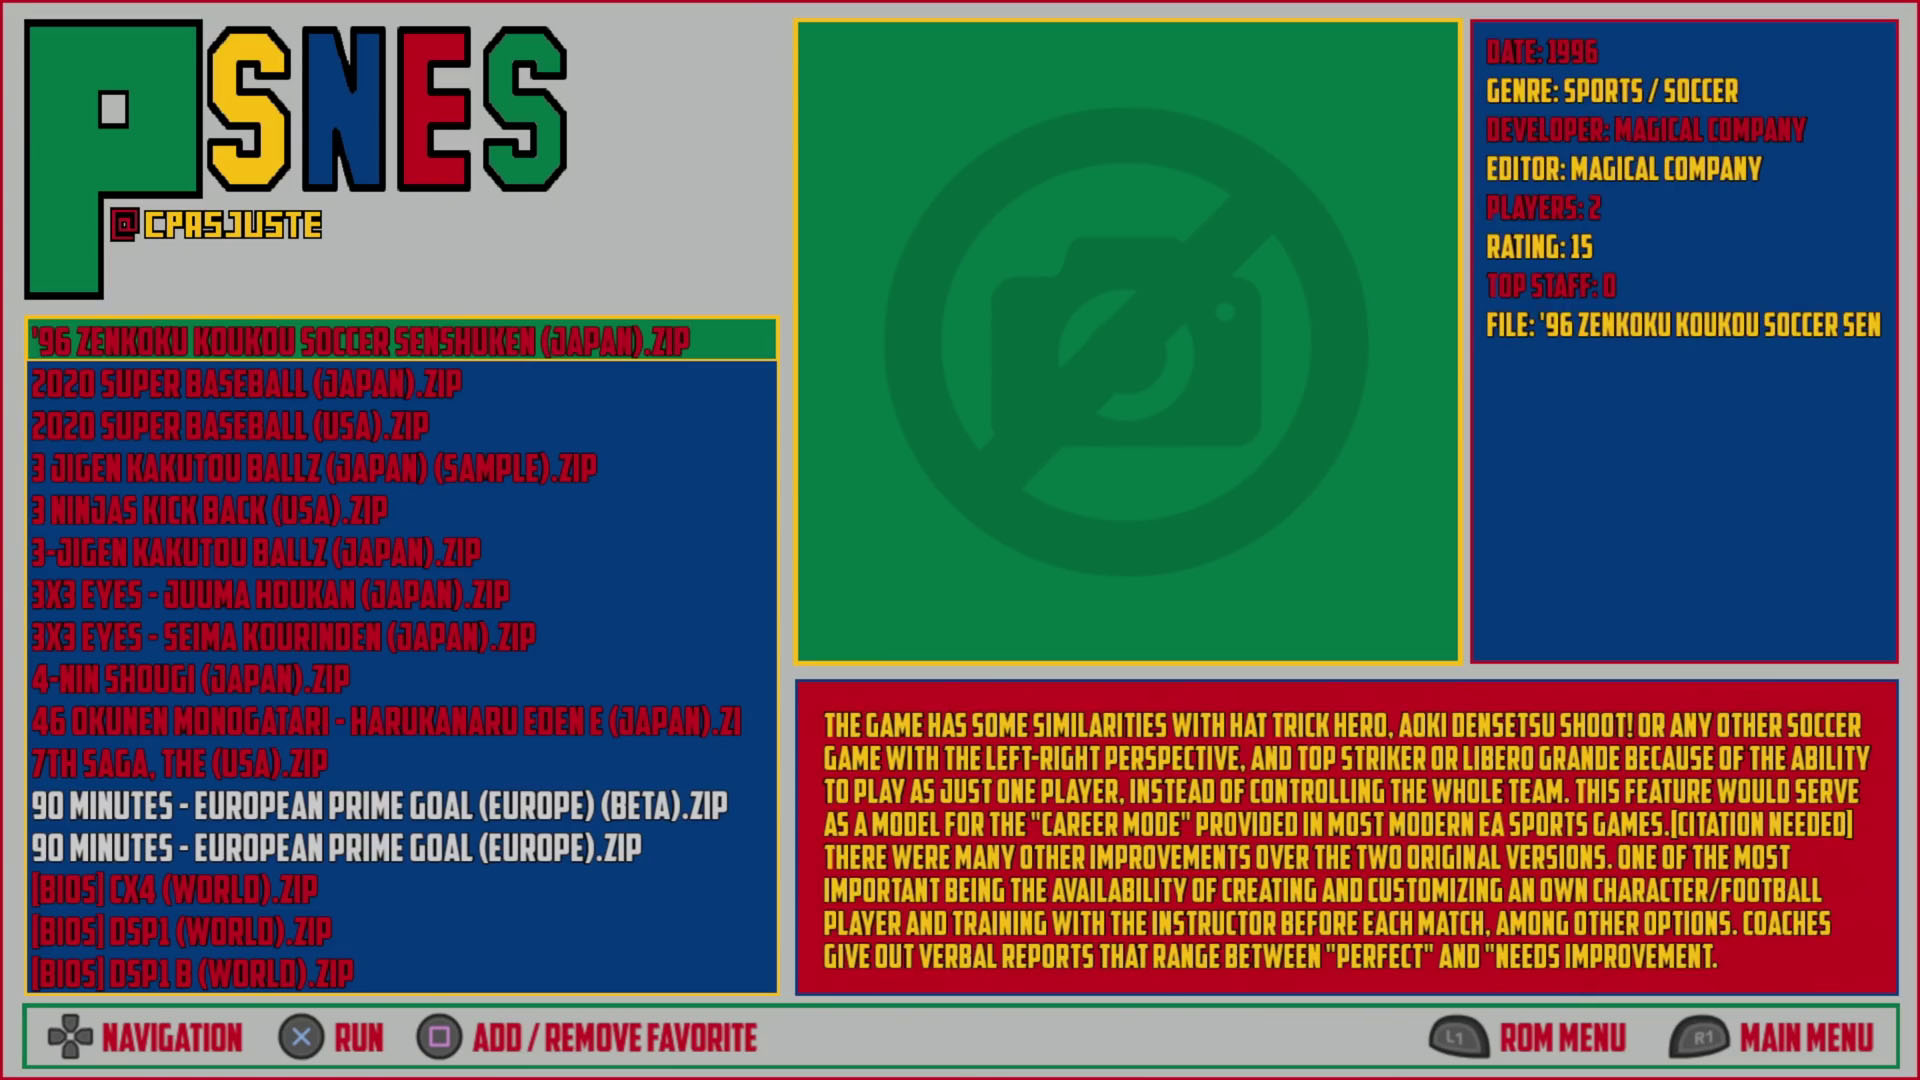 PSNES
@CPASJUSTE
'96 ZENKOKU KOUKOU SOCCER SENSHUKEN (JAPAN).ZIP
2020 SUPER BASEBALL (JAPAN).ZIP
2020 SUPER BASEBALL (USA).ZIP
3 JIGEN KAKUTOU BALLZ (JAPAN) (SAMPLE).ZIP
3 NINJAS KICK BACK (USA).ZIP
3-JIGEN KAKUTOU BALLZ (JAPAN).ZIP
3X3 EYES - JUUMA HOUKAN (JAPAN).ZIP
3X3 EYES - SEIMA KOURINDEN (JAPAN).ZIP
4-NIN SHOUGI (JAPAN).ZIP
46 OKUNEN MONOGATARI - HARUKANARU EDEN E (JAPAN).ZI
7TH SAGA, THE (USA).ZIP
90 MINUTES - EUROPEAN PRIME GOAL (EUROPE) (BETA).ZIP
90 MINUTES - EUROPEAN PRIME GOAL (EUROPE).ZIP
[BIOS] CX4 (WORLD).ZIP
[BIOS] DSP1 (WORLD).ZIP
[BIOS] DSP1 B (WORLD).ZIP
DATE: 1996
GENRE: SPORTS / SOCCER
DEVELOPER: MAGICAL COMPANY
EDITOR: MAGICAL COMPANY
PLAYERS: 2
RATING: 15
TOP STAFF: 0
FILE: '96 ZENKOKU KOUKOU SOCCER SEN
THE GAME HAS SOME SIMILARITIES WITH HAT TRICK HERO, AOKI DENSETSU SHOOT! OR ANY OTHER SOCCER
GAME WITH THE LEFT-RIGHT PERSPECTIVE, AND TOP STRIKER OR LIBERO GRANDE BECAUSE OF THE ABILITY
TO PLAY AS JUST ONE PLAYER, INSTEAD OF CONTROLLING THE WHOLE TEAM. THIS FEATURE WOULD SERVE
AS A MODEL FOR THE "CAREER MODE" PROVIDED IN MOST MODERN EA SPORTS GAMES.[CITATION NEEDED]
THERE WERE MANY OTHER IMPROVEMENTS OVER THE TWO ORIGINAL VERSIONS. ONE OF THE MOST
IMPORTANT BEING THE AVAILABILITY OF CREATING AND CUSTOMIZING AN OWN CHARACTER/FOOTBALL
PLAYER AND TRAINING WITH THE INSTRUCTOR BEFORE EACH MATCH, AMONG OTHER OPTIONS. COACHES
GIVE OUT VERBAL REPORTS THAT RANGE BETWEEN "PERFECT" AND "NEEDS IMPROVEMENT.
NAVIGATION RUN ADD / REMOVE FAVORITE L1 ROM MENU R1 MAIN MENU